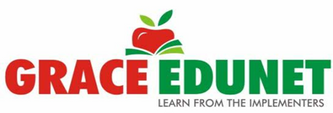 GRACE EDUNET
LEARN FROM THE IMPLEMENTERS